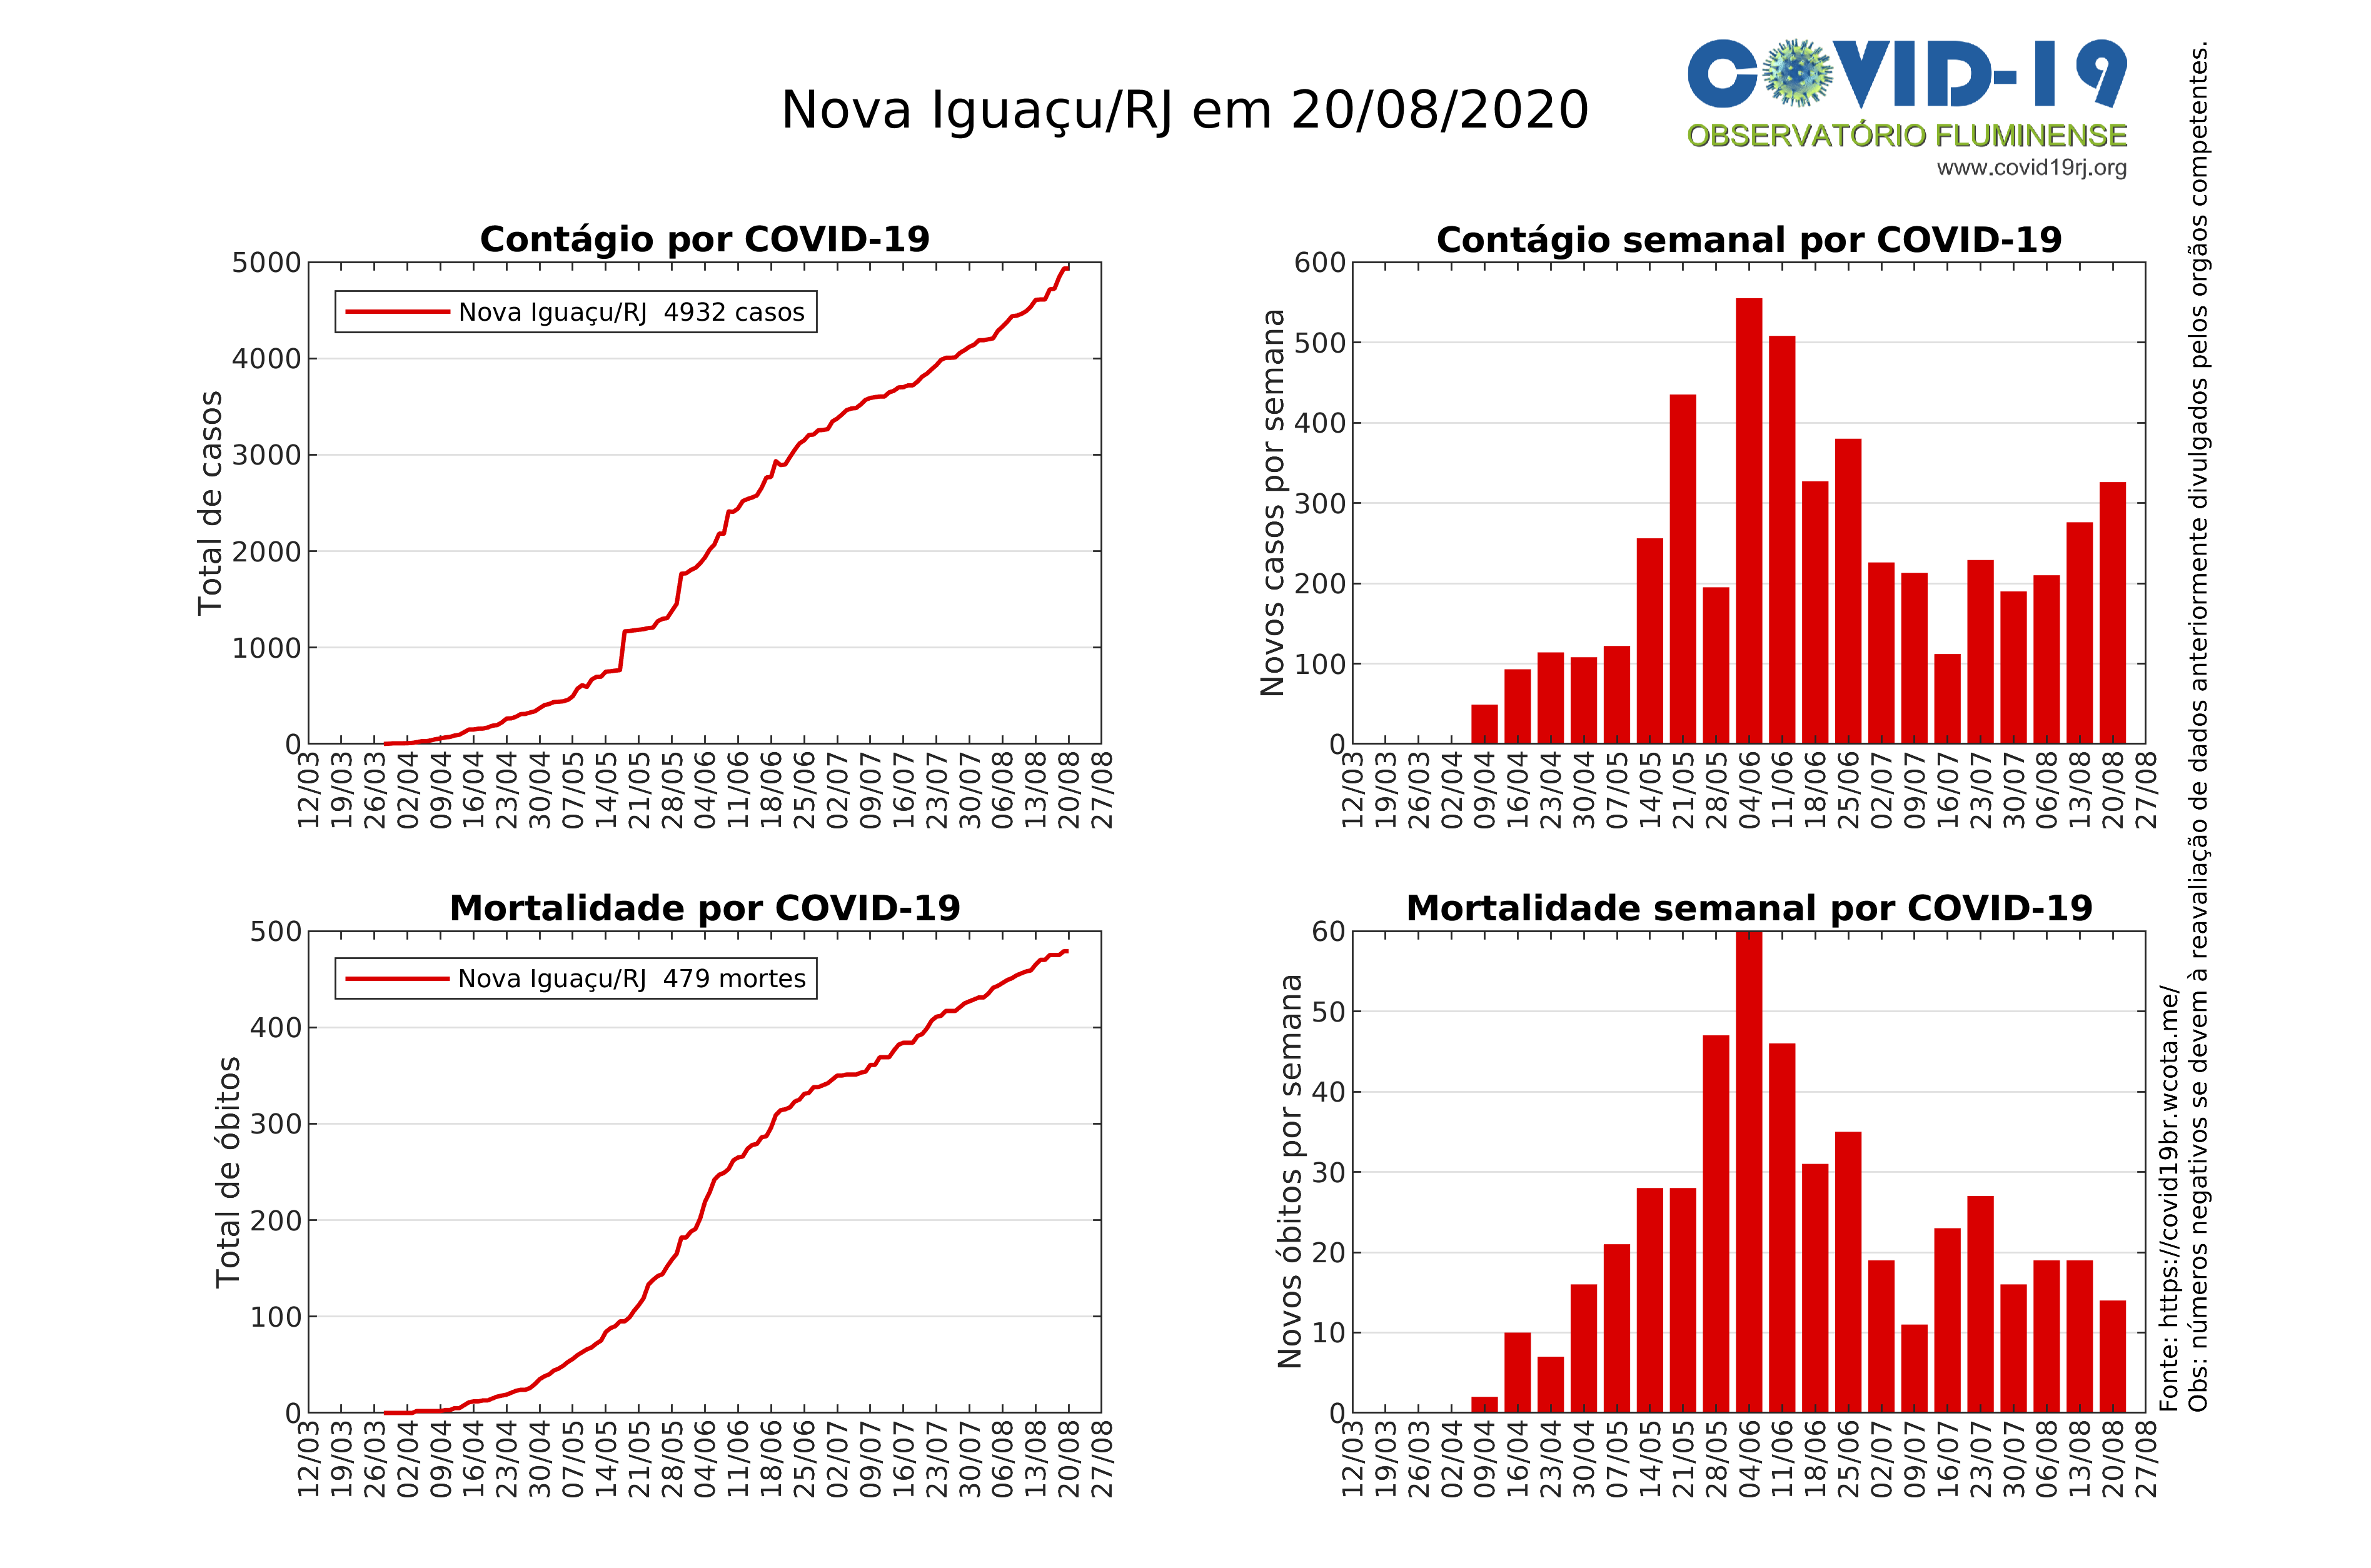 Nova Iguaçu/RJ em 20/08/2020
COVID-19
OBSERVATÓRIO FLUMINENSE
www.covid19rj.org
Contágio por COVID-19
Total de casos
5000
4000
3000
2000
1000
0
Nova Iguaçu/RJ 4932 casos
12/03 19/03 26/03 02/04 09/04 16/04 23/04 30/04 07/05 14/05 21/05 28/05 04/06 11/06 18/06 25/06 02/07 09/07 16/07 23/07 30/07 06/08 13/08 20/08 27/08
Contágio semanal por COVID-19
Novos casos por semana
600
500
400
300
200
100
0
12/03 19/03 26/03 02/04 09/04 16/04 23/04 30/04 07/05 14/05 21/05 28/05 04/06 11/06 18/06 25/06 02/07 09/07 16/07 23/07 30/07 06/08 13/08 20/08 27/08
Mortalidade por COVID-19
Total de óbitos
500
400
300
200
100
0
Nova Iguaçu/RJ 479 mortes
12/03 19/03 26/03 02/04 09/04 16/04 23/04 30/04 07/05 14/05 21/05 28/05 04/06 11/06 18/06 25/06 02/07 09/07 16/07 23/07 30/07 06/08 13/08 20/08 27/08
Mortalidade semanal por COVID-19
Novos óbitos por semana
60
50
40
30
20
10
0
12/03 19/03 26/03 02/04 09/04 16/04 23/04 30/04 07/05 14/05 21/05 28/05 04/06 11/06 18/06 25/06 02/07 09/07 16/07 23/07 30/07 06/08 13/08 20/08 27/08
Fonte: https://covid19br.wcota.me/
Obs: números negativos se devem à reavaliação de dados anteriormente divulgados pelos orgãos competentes.